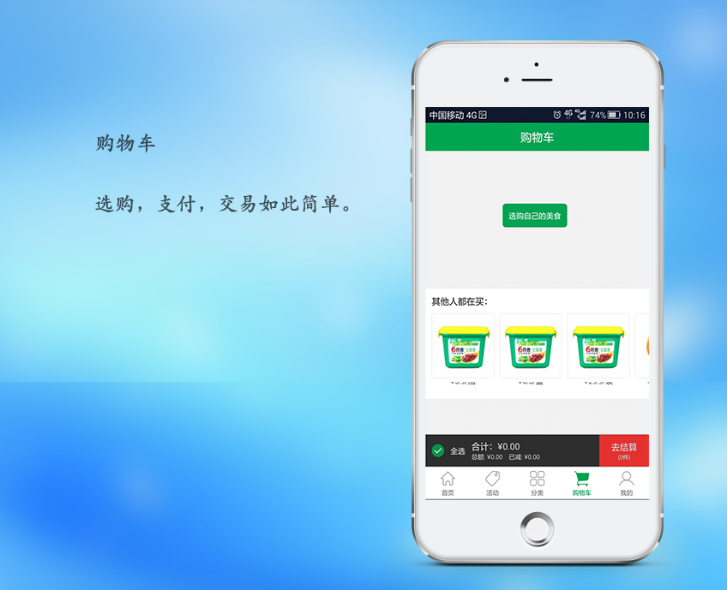 购物车
选购，支付，交易如此简单。
中国移动 4G 4G 4G 74% 10:16
购物车
选购自己的美食
其他人都在买：
全选 合计：¥0.00 去结算
总额: ¥0.00 已减: ¥0.00 (0件)
首页 活动 分类 购物车 我的